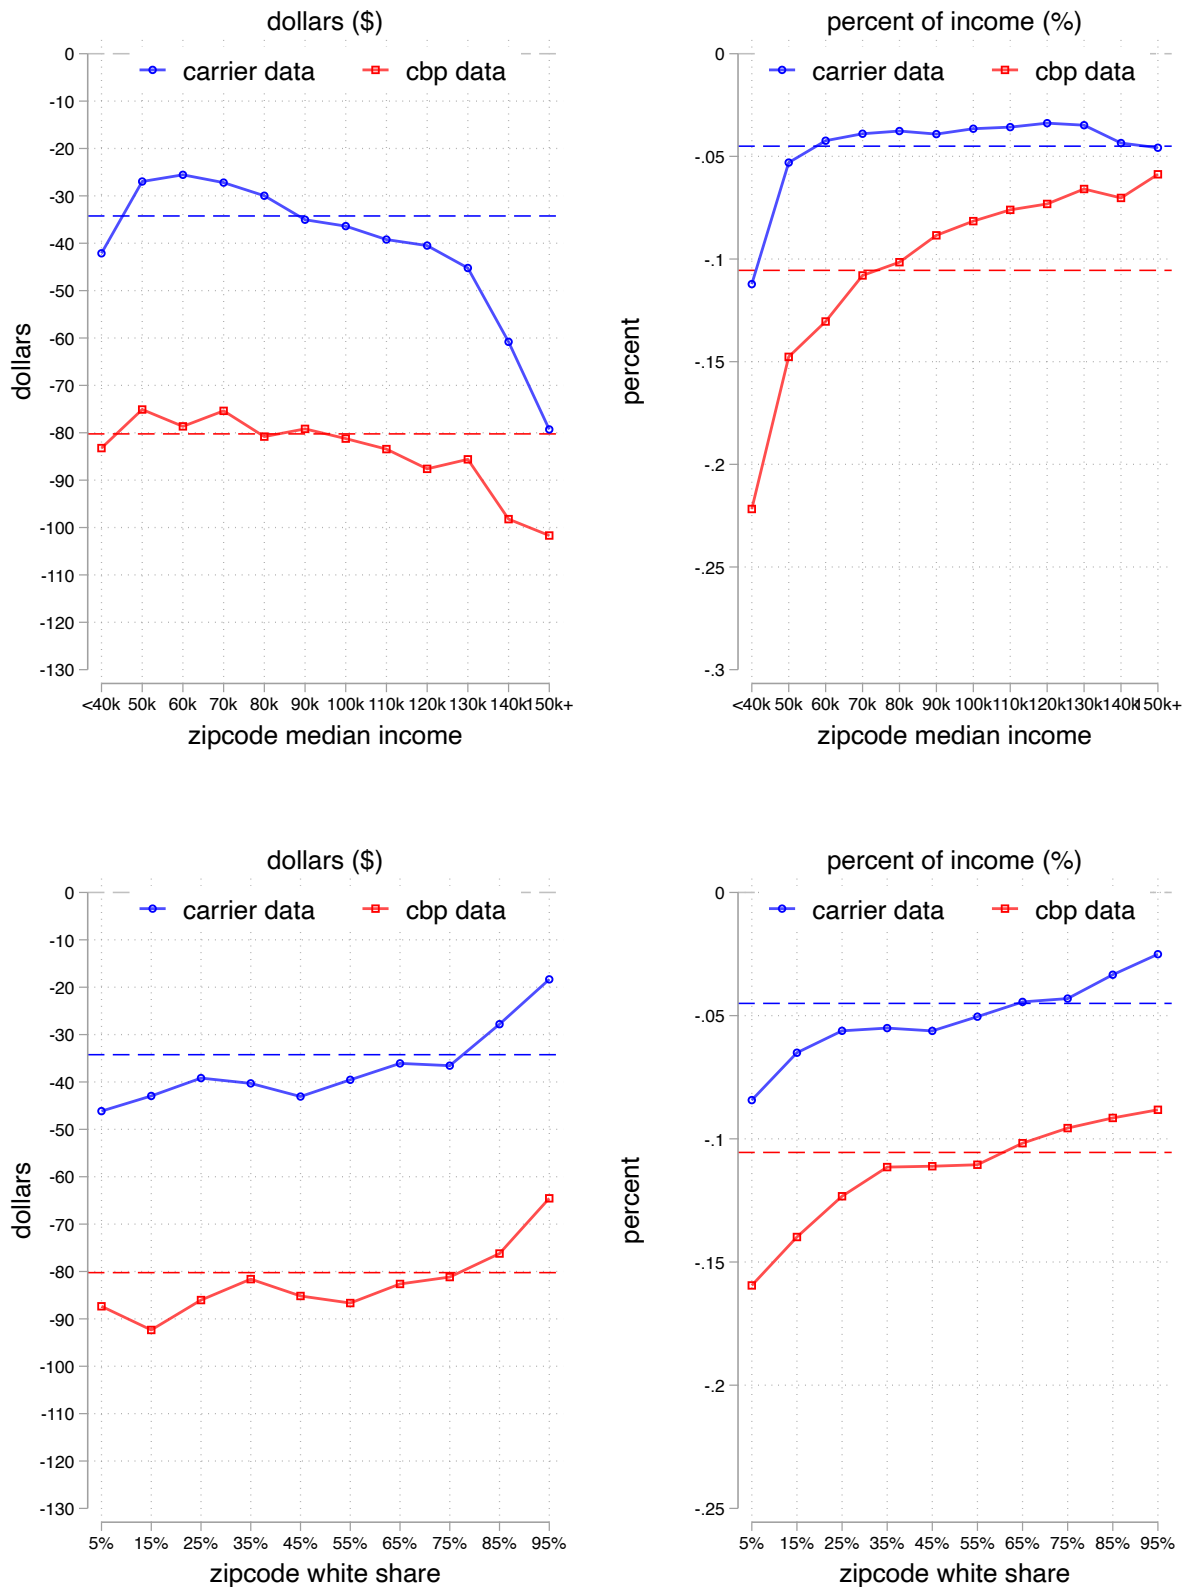 dollars ($)
carrier data cbp data
0
-10
-20
-30
-40
-50
-60
-70
-80
-90
-100
-110
-120
-130
dollars
<40k 50k 60k 70k 80k 90k 100k 110k 120k 130k 140k 150k+
zipcode median income
percent of income (%)
carrier data cbp data
0
-.05
-.1
-.15
-.2
-.25
-.3
percent
<40k 50k 60k 70k 80k 90k 100k 110k 120k 130k 140k 150k+
zipcode median income
dollars ($)
carrier data cbp data
0
-10
-20
-30
-40
-50
-60
-70
-80
-90
-100
-110
-120
-130
dollars
5% 15% 25% 35% 45% 55% 65% 75% 85% 95%
zipcode white share
percent of income (%)
carrier data cbp data
0
-.05
-.1
-.15
-.2
-.25
percent
5% 15% 25% 35% 45% 55% 65% 75% 85% 95%
zipcode white share